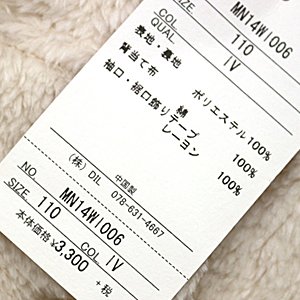 MN14WI006
COL 110
QUAL IV
表地・裏地
ポリエステル100%
背当て布
綿 100%
袖口・裾口飾りテープ
レーヨン 100%
(株) DIL 中国製
078-631-4667
NO MN14WI006
SIZE 110 COL IV
本体価格¥3,300 +税